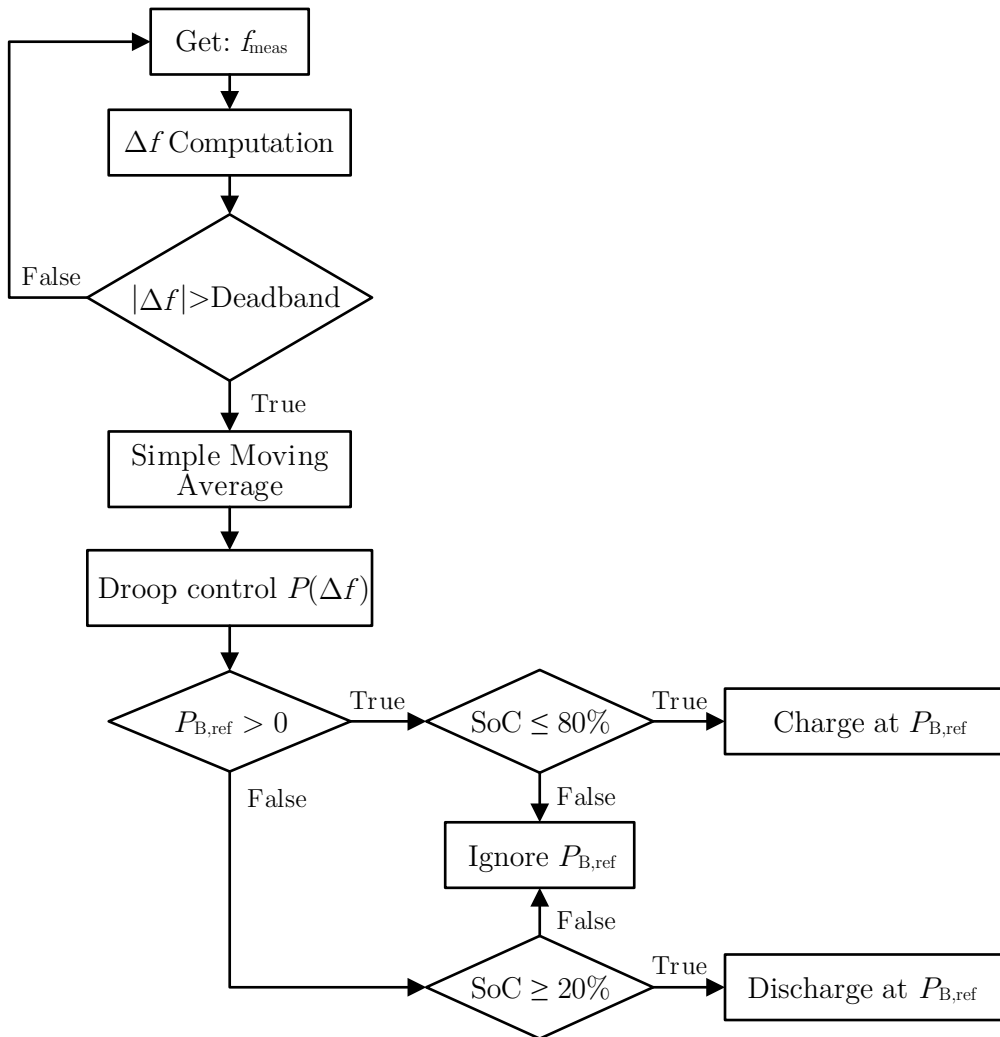 Get: f_meas
Δf Computation
False
|Δf|>Deadband
True
Simple Moving
Average
Droop control P(Δf)
P_B,ref > 0
True
SoC ≤ 80%
True
Charge at P_B,ref
False
False
Ignore P_B,ref
False
SoC ≥ 20%
True
Discharge at P_B,ref